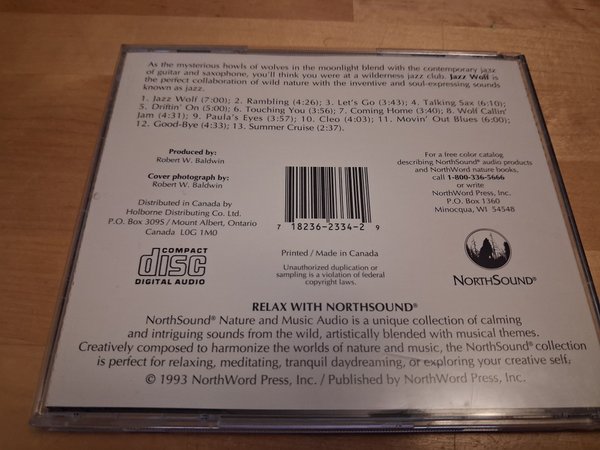 As the mysterious howls of wolves in the moonlight blend with the contemporary jazz
of guitar and saxophone, you'll think you were at a wilderness jazz club. Jazz Wolf is
the perfect collaboration of wild nature with the inventive and soul-expressing sounds
known as jazz.
1. Jazz Wolf (7:00); 2. Rambling (4:26); 3. Let's Go (3:43); 4. Talking Sax (6:10);
5. Driftin' On (5:00); 6. Touching You (3:56); 7. Coming Home (3:40); 8. Wolf Callin'
Jam (4:31); 9. Paula's Eyes (3:57); 10. Cleo (4:03); 11. Movin' Out Blues (6:00);
12. Good-Bye (4:33); 13. Summer Cruise (2:37).
Produced by:
Robert W. Baldwin
Cover photograph by:
Robert W. Baldwin
Distributed in Canada by
Holborne Distributing Co. Ltd.
P.O. Box 309S / Mount Albert, Ontario
Canada L0G 1M0
COMPACT
disc
DIGITAL AUDIO
7 18236-2334-2 9
Printed / Made in Canada
Unauthorized duplication or
sampling is a violation of federal
copyright laws.
For a free color catalog
describing NorthSound® audio products
and NorthWord nature books,
call 1-800-336-5666
or write
NorthWord Press, Inc.
P.O. Box 1360
Minocqua, WI 54548
NORTHSOUND®
RELAX WITH NORTHSOUND®
NorthSound® Nature and Music Audio is a unique collection of calming
and intriguing sounds from the wild, artistically blended with musical themes.
Creatively composed to harmonize the worlds of nature and music, the NorthSound® collection
is perfect for relaxing, meditating, tranquil daydreaming, or exploring your creative self.
© 1993 NorthWord Press, Inc. / Published by NorthWord Press, Inc.